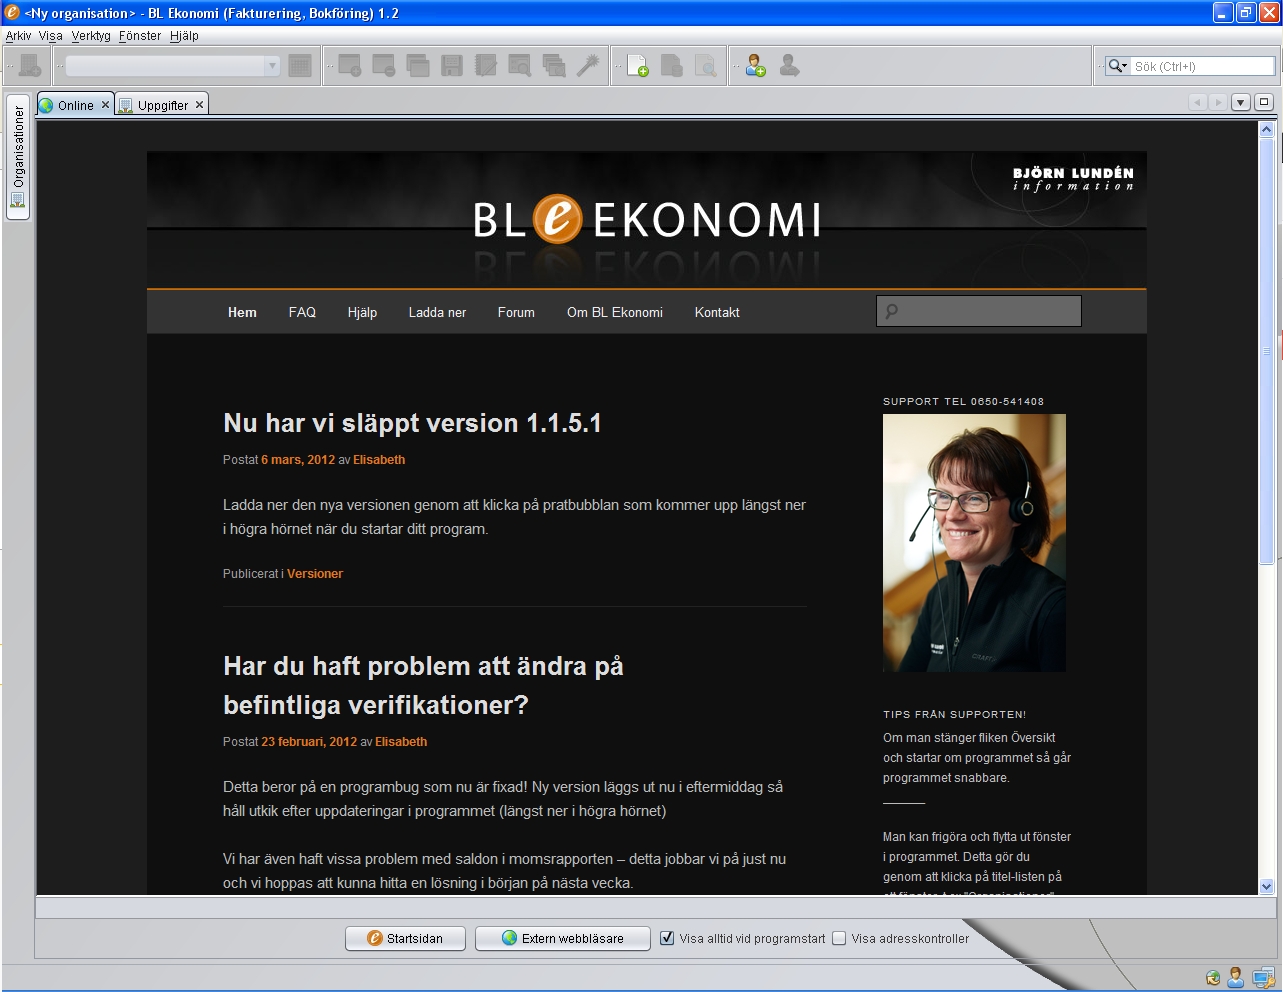 <Ny organisation> - BL Ekonomi (Fakturering, Bokföring) 1.2
Arkiv Visa Verktyg Fönster Hjälp
Sök (Ctrl+I)
Online
Uppgifter
Organisationer
BJÖRN LUNDÉN
information
BL e EKONOMI
Hem FAQ Hjälp Ladda ner Forum Om BL Ekonomi Kontakt
Nu har vi släppt version 1.1.5.1
Postat 6 mars, 2012 av Elisabeth
Ladda ner den nya versionen genom att klicka på pratbubblan som kommer upp längst ner
i högra hörnet när du startar ditt program.
Publicerat i Versioner
Har du haft problem att ändra på
befintliga verifikationer?
Postat 23 februari, 2012 av Elisabeth
Detta beror på en programbug som nu är fixad! Ny version läggs ut nu i eftermiddag så
håll utkik efter uppdateringar i programmet (längst ner i högra hörnet)
Vi har även haft vissa problem med saldon i momsrapporten – detta jobbar vi på just nu
och vi hoppas att kunna hitta en lösning i början på nästa vecka.
SUPPORT TEL 0650-541408
CRAFT
TIPS FRÅN SUPPORTEN!
Om man stänger fliken Översikt
och startar om programmet så går
programmet snabbare.
Man kan frigöra och flytta ut fönster
i programmet. Detta gör du
genom att klicka på titel-listen på
ett fönster, t ex "Organisationer"
Startsidan
Extern webbläsare
Visa alltid vid programstart
Visa adresskontroller